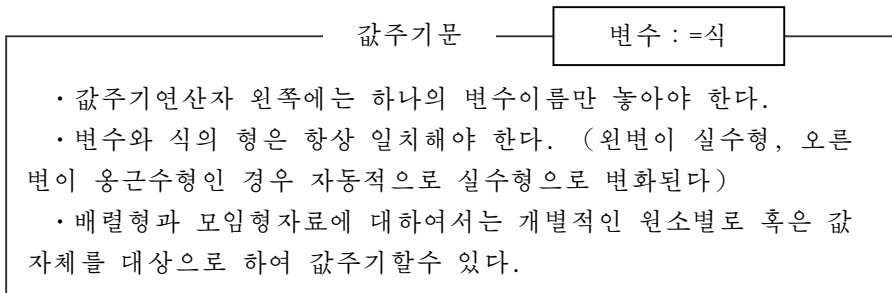 값주기문 변수 : =식
· 값주기연산자 왼쪽에는 하나의 변수이름만 놓아야 한다.
· 변수와 식의 형은 항상 일치해야 한다. (왼변이 실수형, 오른
변이 옹근수형인 경우 자동적으로 실수형으로 변화된다)
· 배렬형과 모임형자료에 대하여서는 개별적인 원소별로 혹은 값
자체를 대상으로 하여 값주기할수 있다.